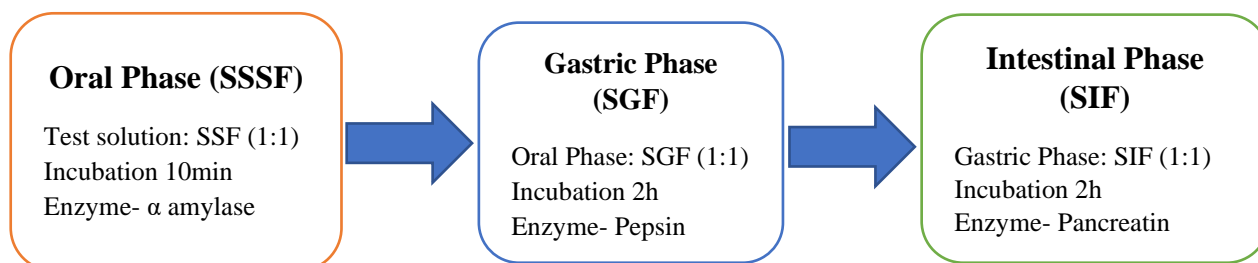 Oral Phase (SSSF)
Test solution: SSF (1:1)
Incubation 10min
Enzyme- α amylase
Gastric Phase
(SGF)
Oral Phase: SGF (1:1)
Incubation 2h
Enzyme- Pepsin
Intestinal Phase
(SIF)
Gastric Phase: SIF (1:1)
Incubation 2h
Enzyme- Pancreatin